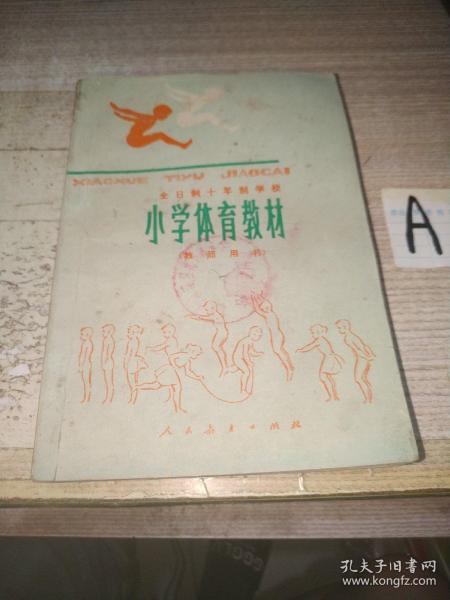 XIAOXUE TIYU JIAOCAI
全日制十年制学校
小学体育教材
(教师用书)
人民教育出版社
A
孔夫子旧书网
www.kongfz.com